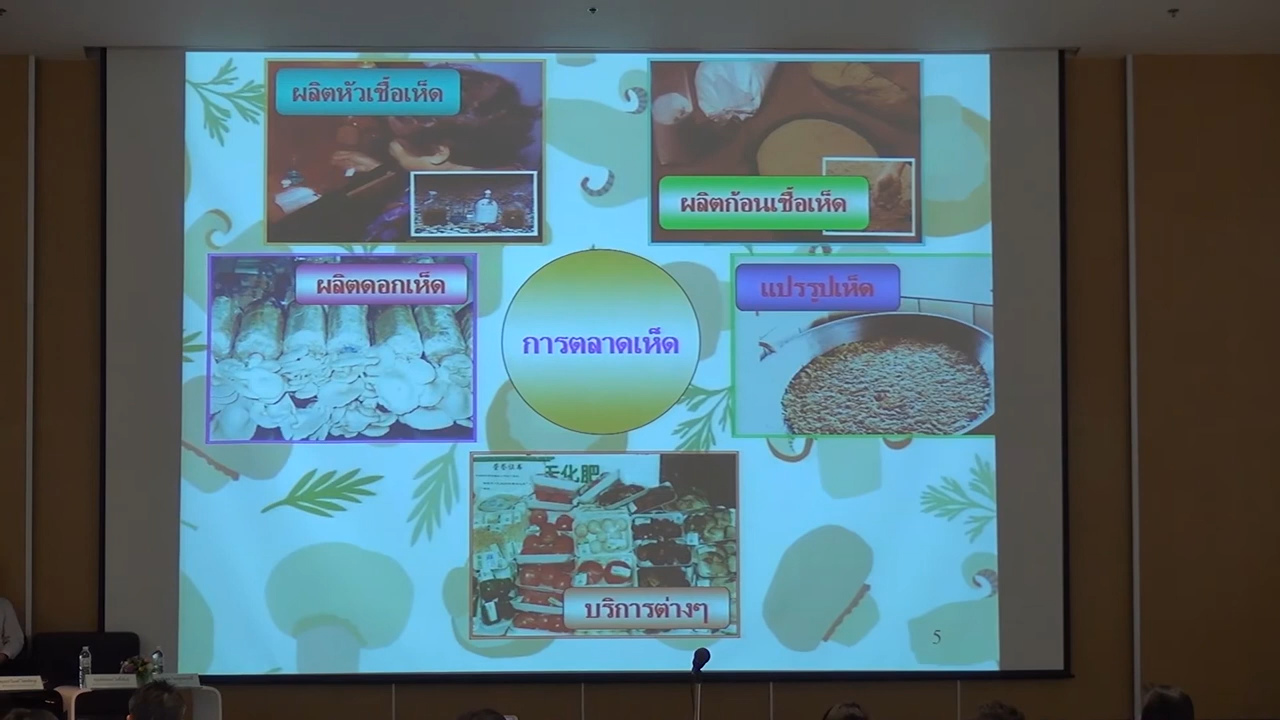 ผลิตหัวเชื้อเห็ด
ผลิตก้อนเชื้อเห็ด
ผลิตดอกเห็ด
แปรรูปเห็ด
การตลาดเห็ด
化肥
บริการต่างๆ
5